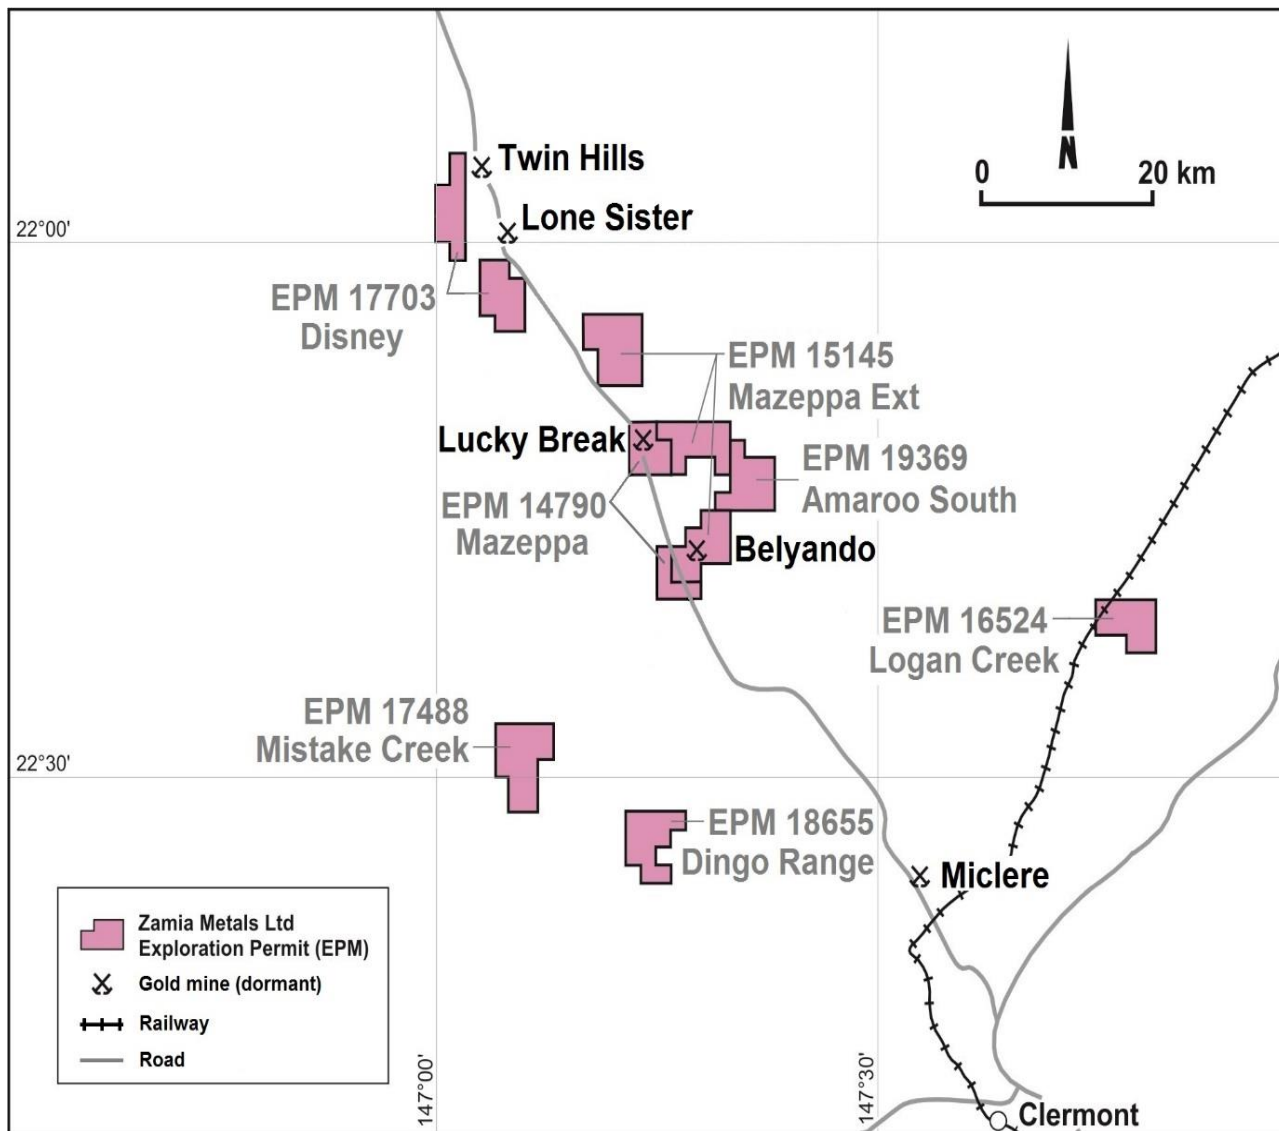 Twin Hills
0 20 km
N
Lone Sister
22°00'
EPM 17703
Disney
EPM 15145
Mazeppa Ext
Lucky Break
EPM 19369
Amaroo South
EPM 14790
Mazeppa
Belyando
EPM 16524
Logan Creek
EPM 17488
Mistake Creek
22°30'
EPM 18655
Dingo Range
Miclere
Zamia Metals Ltd
Exploration Permit (EPM)
Gold mine (dormant)
Railway
Road
147°00'
147°30'
Clermont